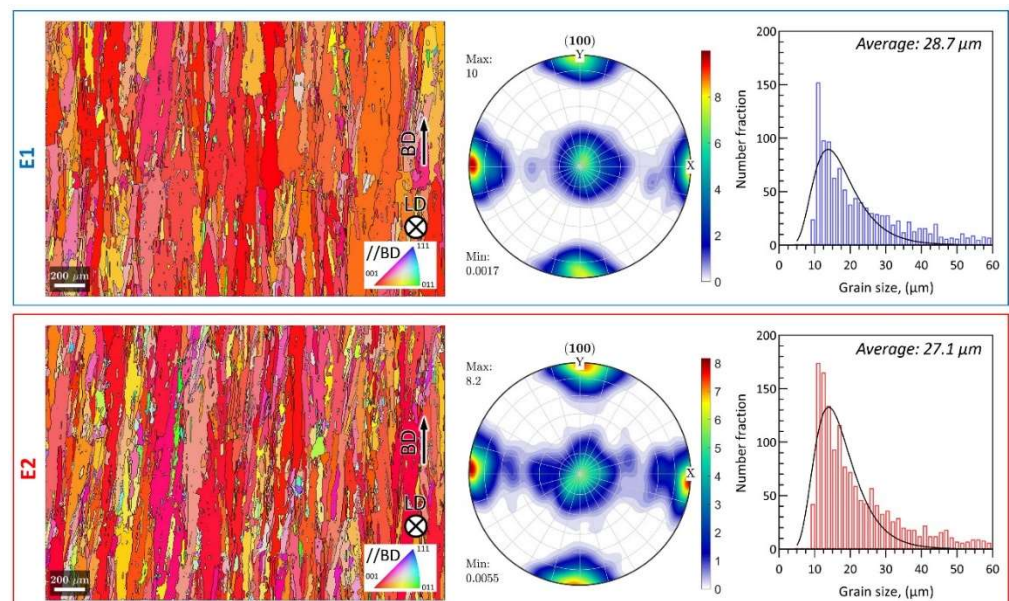 E1
BD
LD
//BD
111
001
011
200 μm
(100)
Y
X
Max:
10
Min:
0.0017
8
6
4
2
0
Average: 28.7 μm
Number fraction
200
150
100
50
0
0 10 20 30 40 50 60
Grain size, (μm)
E2
BD
LD
//BD
111
001
011
200 μm
(100)
Y
X
Max:
8.2
Min:
0.0055
8
7
6
5
4
3
2
1
0
Average: 27.1 μm
Number fraction
200
150
100
50
0
0 10 20 30 40 50 60
Grain size, (μm)